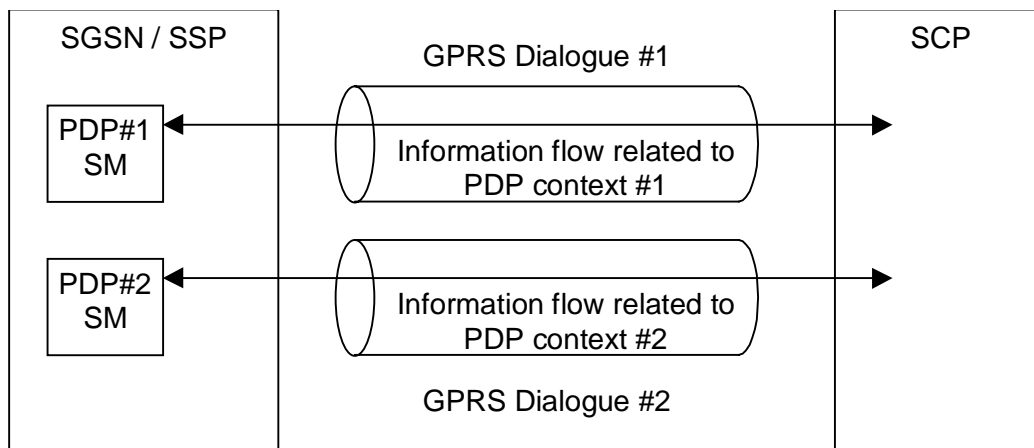 SGSN / SSP
GPRS Dialogue #1
SCP
PDP#1
SM
Information flow related to
PDP context #1
PDP#2
SM
Information flow related to
PDP context #2
GPRS Dialogue #2